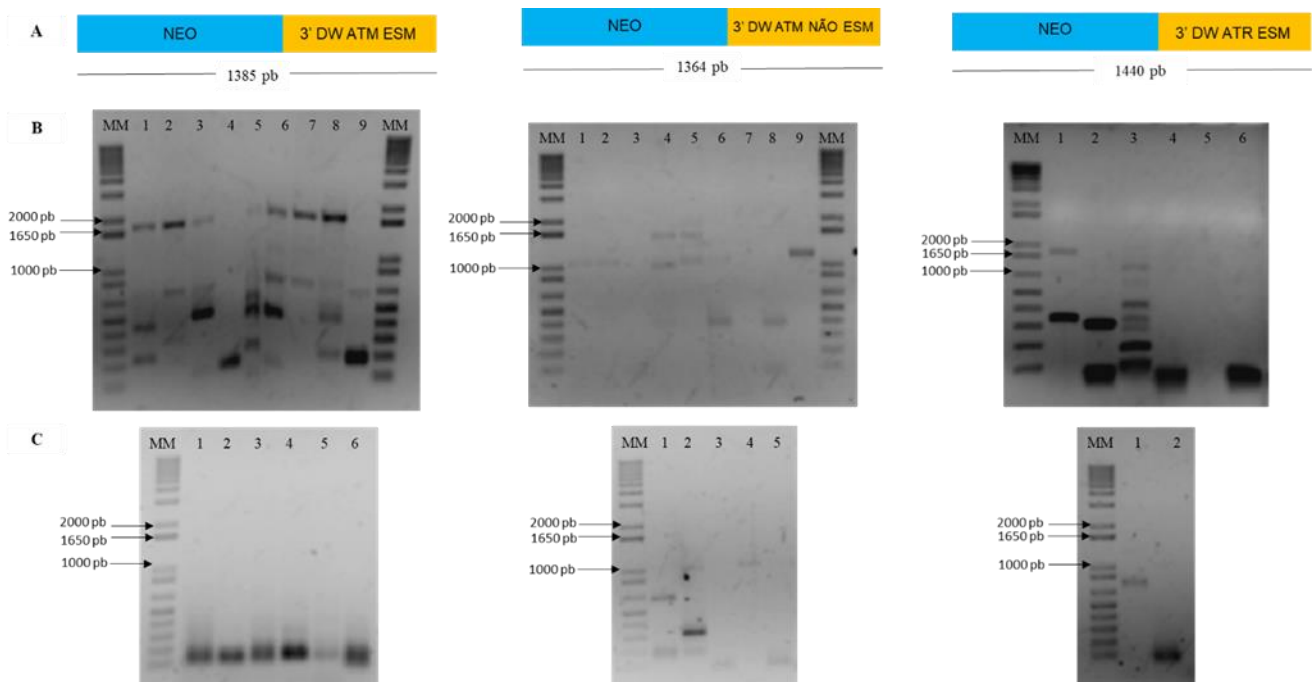 A
NEO 3' DW ATM ESM
1385 pb
NEO 3' DW ATM NÃO ESM
1364 pb
NEO 3' DW ATR ESM
1440 pb
B
MM 1 2 3 4 5 6 7 8 9 MM
2000 pb
1650 pb
1000 pb
MM 1 2 3 4 5 6 7 8 9 MM
2000 pb
1650 pb
1000 pb
MM 1 2 3 4 5 6
2000 pb
1650 pb
1000 pb
C
MM 1 2 3 4 5 6
2000 pb
1650 pb
1000 pb
MM 1 2 3 4 5
2000 pb
1650 pb
1000 pb
MM 1 2
2000 pb
1650 pb
1000 pb